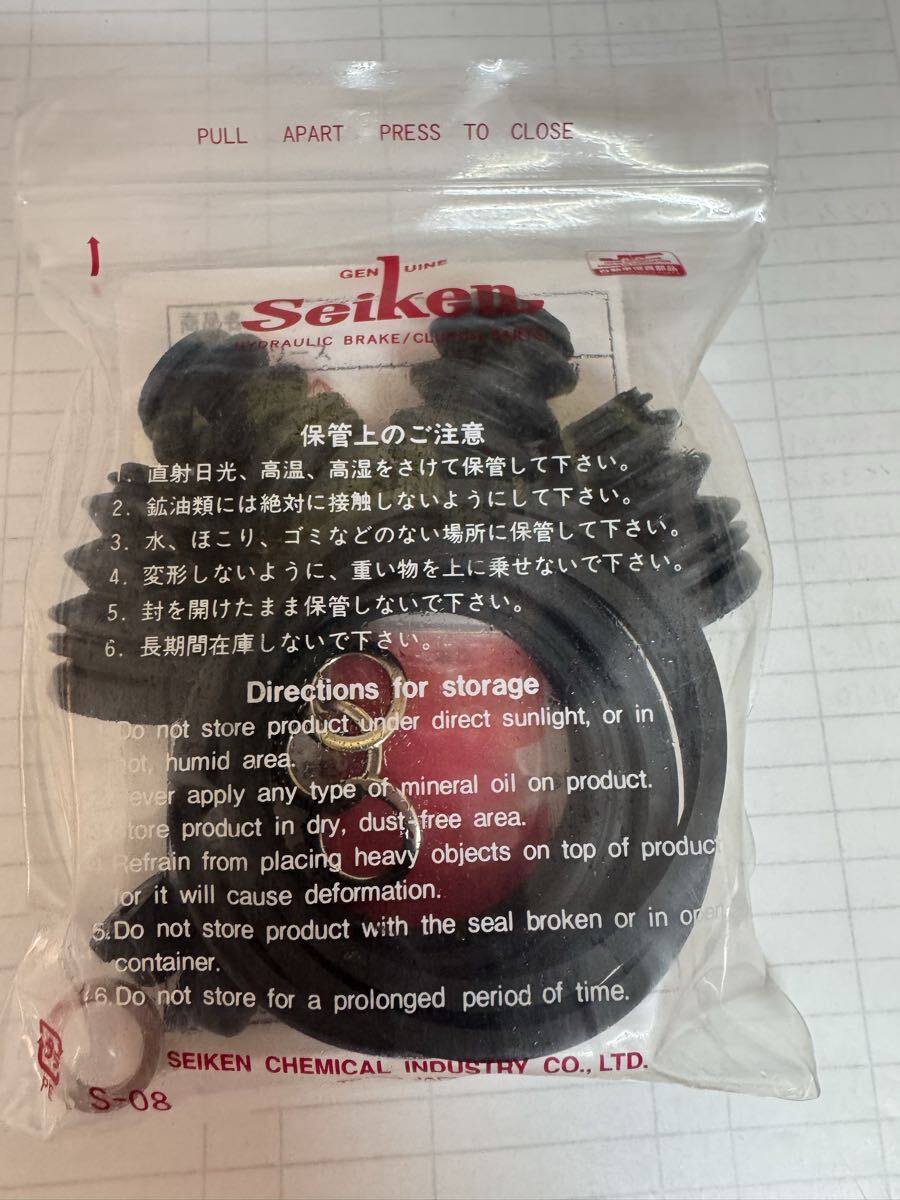 PULL APART PRESS TO CLOSE
GENUINE
Seiken
商品名
HYDRAULIC BRAKE/CLUTCH PARTS
保管上のご注意
1. 直射日光、高温、高湿をさけて保管して下さい。
2. 鉱油類には絶対に接触しないようにして下さい。
3. 水、ほこり、ゴミなどのない場所に保管して下さい。
4. 変形しないように、重い物を上に乗せないで下さい。
5. 封を開けたまま保管しないで下さい。
6. 長期間在庫しないで下さい。
Directions for storage
Do not store product under direct sunlight, or in
hot, humid area.
Never apply any type of mineral oil on product.
Store product in dry, dust-free area.
Refrain from placing heavy objects on top of product
for it will cause deformation.
5. Do not store product with the seal broken or in open
container.
6. Do not store for a prolonged period of time.
SEIKEN CHEMICAL INDUSTRY CO., LTD.
PE
S-08